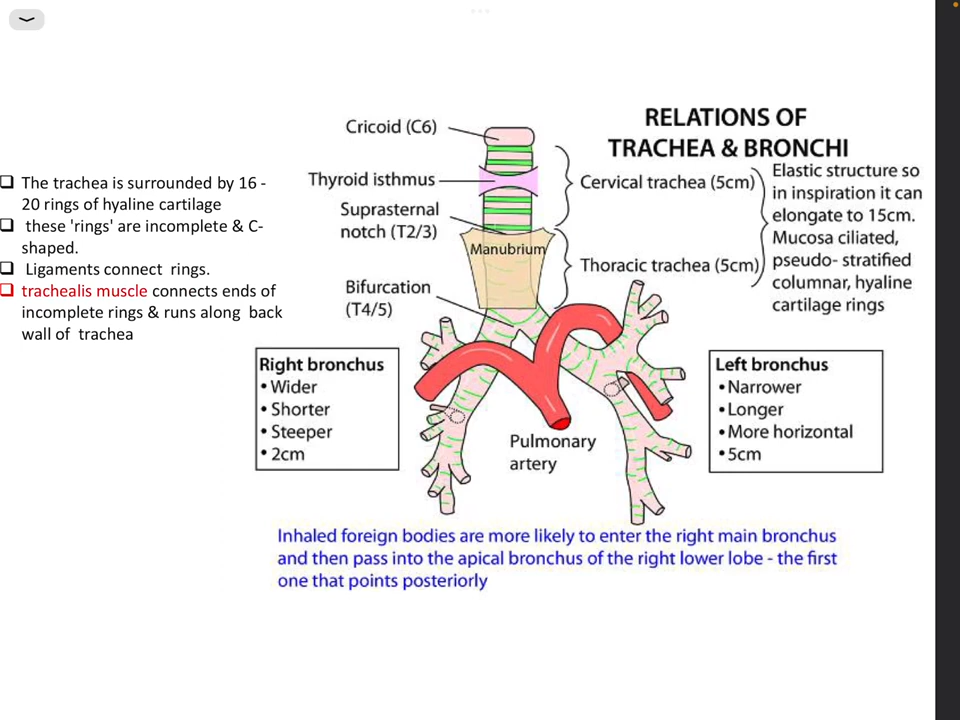 RELATIONS OF
TRACHEA & BRONCHI
❑ The trachea is surrounded by 16 -
20 rings of hyaline cartilage
❑ these 'rings' are incomplete & C-
shaped.
❑ Ligaments connect rings.
❑ trachealis muscle connects ends of
incomplete rings & runs along back
wall of trachea
Cricoid (C6)
Thyroid isthmus
Suprasternal
notch (T2/3)
Manubrium
Bifurcation
(T4/5)
Cervical trachea (5cm)
Thoracic trachea (5cm)
Elastic structure so
in inspiration it can
elongate to 15cm.
Mucosa ciliated,
pseudo- stratified
columnar, hyaline
cartilage rings
Right bronchus
• Wider
• Shorter
• Steeper
• 2cm
Pulmonary
artery
Left bronchus
• Narrower
• Longer
• More horizontal
• 5cm
Inhaled foreign bodies are more likely to enter the right main bronchus
and then pass into the apical bronchus of the right lower lobe - the first
one that points posteriorly